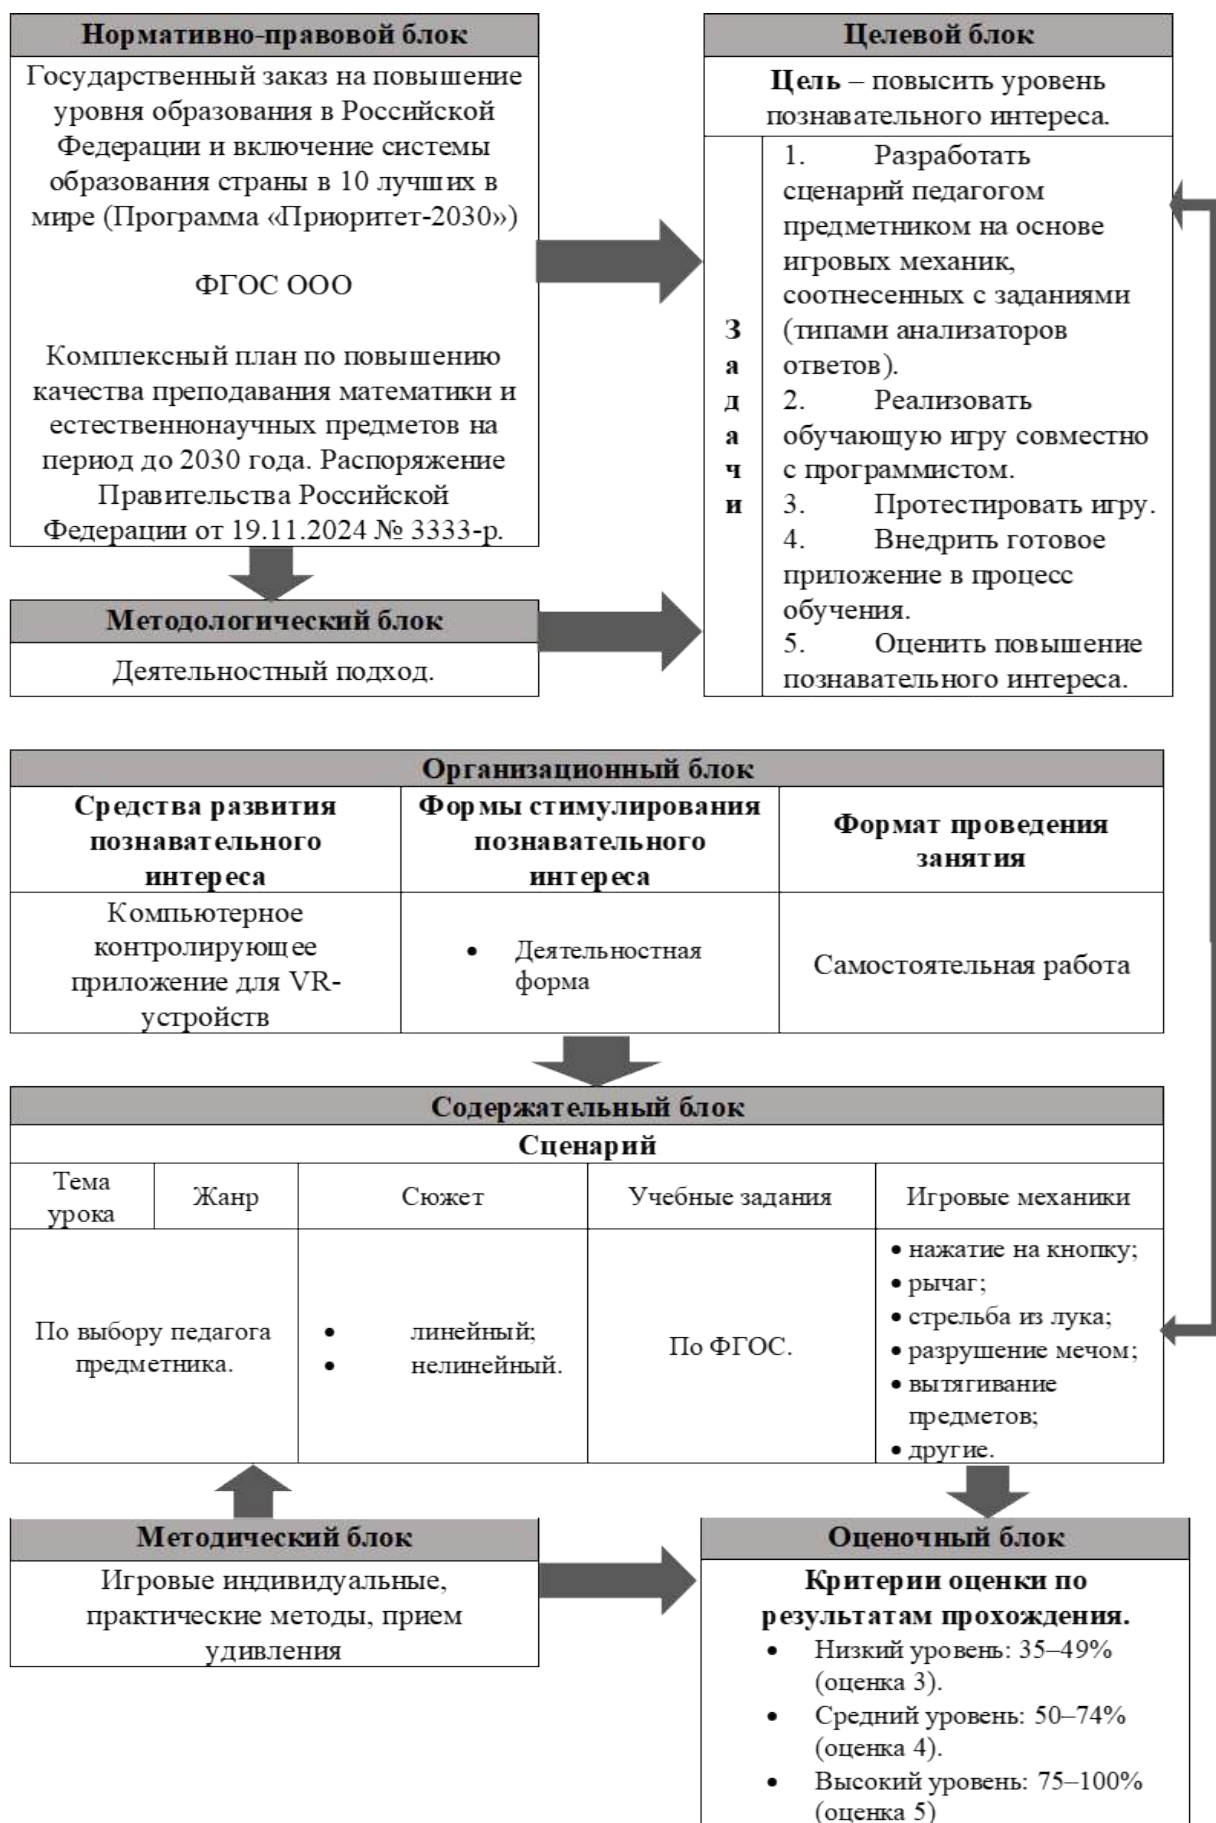 Нормативно-правовой блок
Государственный заказ на повышение
уровня образования в Российской
Федерации и включение системы
образования страны в 10 лучших в
мире (Программа «Приоритет-2030»)
ФГОС ООО
Комплексный план по повышению
качества преподавания математики и
естественнонаучных предметов на
период до 2030 года. Распоряжение
Правительства Российской
Федерации от 19.11.2024 № 3333-р.
Методологический блок
Деятельностный подход.
Целевой блок
Цель – повысить уровень
познавательного интереса.
Задачи
1. Разработать
сценарий педагогом
предметником на основе
игровых механик,
соотнесенных с заданиями
(типами анализаторов
ответов).
2. Реализовать
обучающую игру совместно
с программистом.
3. Протестировать игру.
4. Внедрить готовое
приложение в процесс
обучения.
5. Оценить повышение
познавательного интереса.
Организационный блок
Средства развития
познавательного
интереса
Формы стимулирования
познавательного
интереса
Формат проведения
занятия
Компьютерное
контролирующее
приложение для VR-
устройств
• Деятельностная
форма
Самостоятельная работа
Содержательный блок
Сценарий
Тема
урока
Жанр
Сюжет
Учебные задания
Игровые механики
По выбору педагога
предметника.
• линейный;
• нелинейный.
По ФГОС.
• нажатие на кнопку;
• рычаг;
• стрельба из лука;
• разрушение мечом;
• вытягивание
предметов;
• другие.
Методический блок
Игровые индивидуальные,
практические методы, прием
удивления
Оценочный блок
Критерии оценки по
результатам прохождения.
• Низкий уровень: 35–49%
(оценка 3).
• Средний уровень: 50–74%
(оценка 4).
• Высокий уровень: 75–100%
(оценка 5)